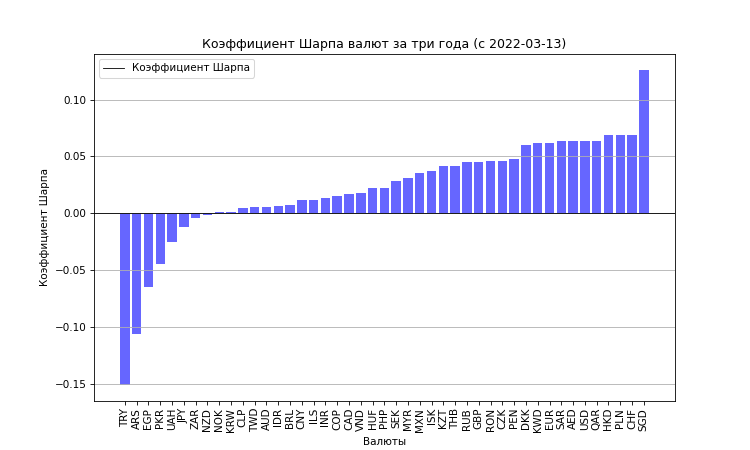 Коэффициент Шарпа валют за три года (с 2022-03-13)
Коэффициент Шарпа
Коэффициент Шарпа
0.10
0.05
0.00
−0.05
−0.10
−0.15
TRY ARS EGP PKR UAH JPY ZAR NZD NOK KRW CLP TWD AUD IDR BRL CNY ILS INR COP CAD VND HUF PHP SEK MYR MXN ISK KZT THB RUB GBP RON CZK PEN DKK KWD EUR SAR AED USD QAR HKD PLN CHF SGD
Валюты